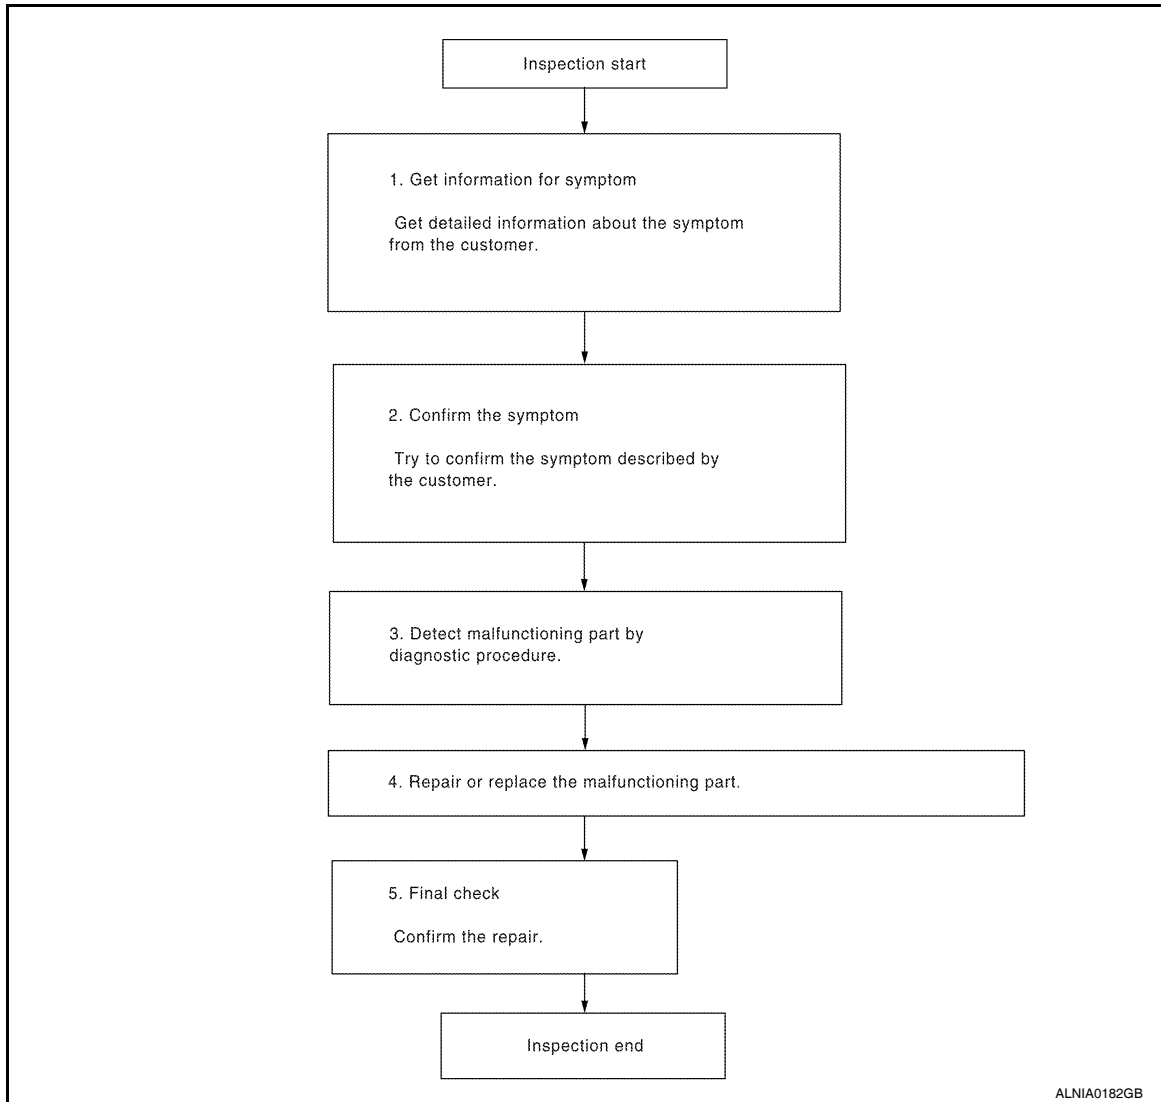 Inspection start
1. Get information for symptom
Get detailed information about the symptom
from the customer.
2. Confirm the symptom
Try to confirm the symptom described by
the customer.
3. Detect malfunctioning part by
diagnostic procedure.
4. Repair or replace the malfunctioning part.
5. Final check
Confirm the repair.
Inspection end
ALNIA0182GB